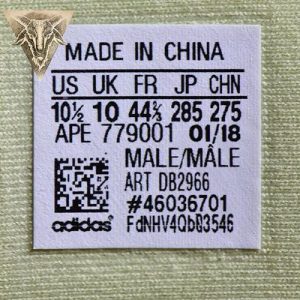 MADE IN CHINA
US UK FR JP CHN
10½ 10 44⅔ 285 275
APE 779001 01/18
MALE/MÂLE
ART DB2966
#46036701
adidas FdNHV4Qb03546